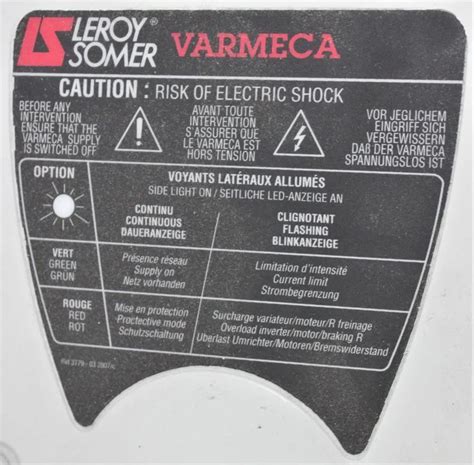 LEROY® VARMECA
SOMER
CAUTION : RISK OF ELECTRIC SHOCK
BEFORE ANY
INTERVENTION
ENSURE THAT THE
VARMECA SUPPLY
IS SWITCHED OFF
AVANT TOUTE
INTERVENTION
S'ASSURER QUE
LE VARMECA EST
HORS TENSION
VOR JEGLICHEM
EINGRIFF SICH
VERGEWISSERN
DAß DER VARMECA
SPANNUNGSLOS IST
OPTION
VOYANTS LATÉRAUX ALLUMÉS
SIDE LIGHT ON / SEITLICHE LED-ANZEIGE AN
CONTINU
CONTINUOUS
DAUERANZEIGE
CLIGNOTANT
FLASHING
BLINKANZEIGE
VERT
GREEN
GRUN
Présence réseau
Supply on
Netz vorhanden
Limitation d'intensité
Current limit
Strombegrenzung
ROUGE
RED
ROT
Mise en protection
Proctective mode
Schutzschaltung
Surcharge variateur/moteur/R freinage
Overload inverter/motor/braking R
Uberlast Umrichter/Motoren/Bremswiderstand